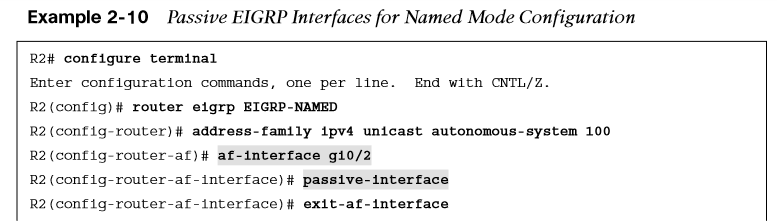 Example 2-10 Passive EIGRP Interfaces for Named Mode Configuration
R2# configure terminal
Enter configuration commands, one per line. End with CNTL/Z.
R2(config)# router eigrp EIGRP-NAMED
R2(config-router)# address-family ipv4 unicast autonomous-system 100
R2(config-router-af)# af-interface gi0/2
R2(config-router-af-interface)# passive-interface
R2(config-router-af-interface)# exit-af-interface